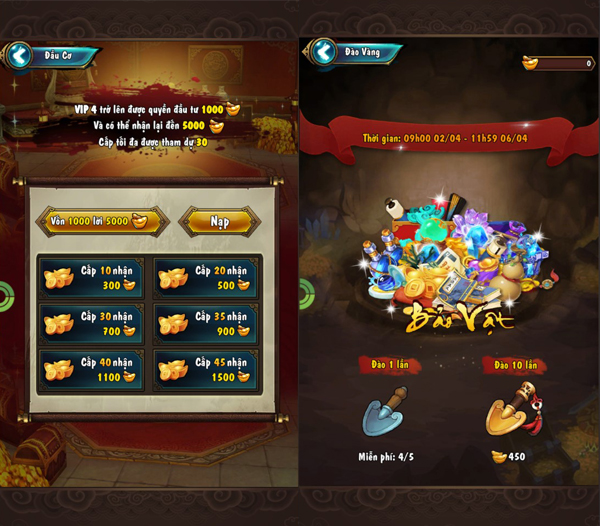 Đầu Cơ
VIP 4 trở lên được quyền đầu tư 1000
Và có thể nhận lại đến 5000
Cấp tối đa được tham dự 30
Vốn 1000 lời 5000
Nạp
Cấp 10 nhận
300
Cấp 20 nhận
500
Cấp 30 nhận
700
Cấp 35 nhận
900
Cấp 40 nhận
1100
Cấp 45 nhận
1500
Đào Vàng
0
Thời gian: 09h00 02/04 - 11h59 06/04
Bảo Vật
Đào 1 lần
Đào 10 lần
Miễn phí: 4/5
450